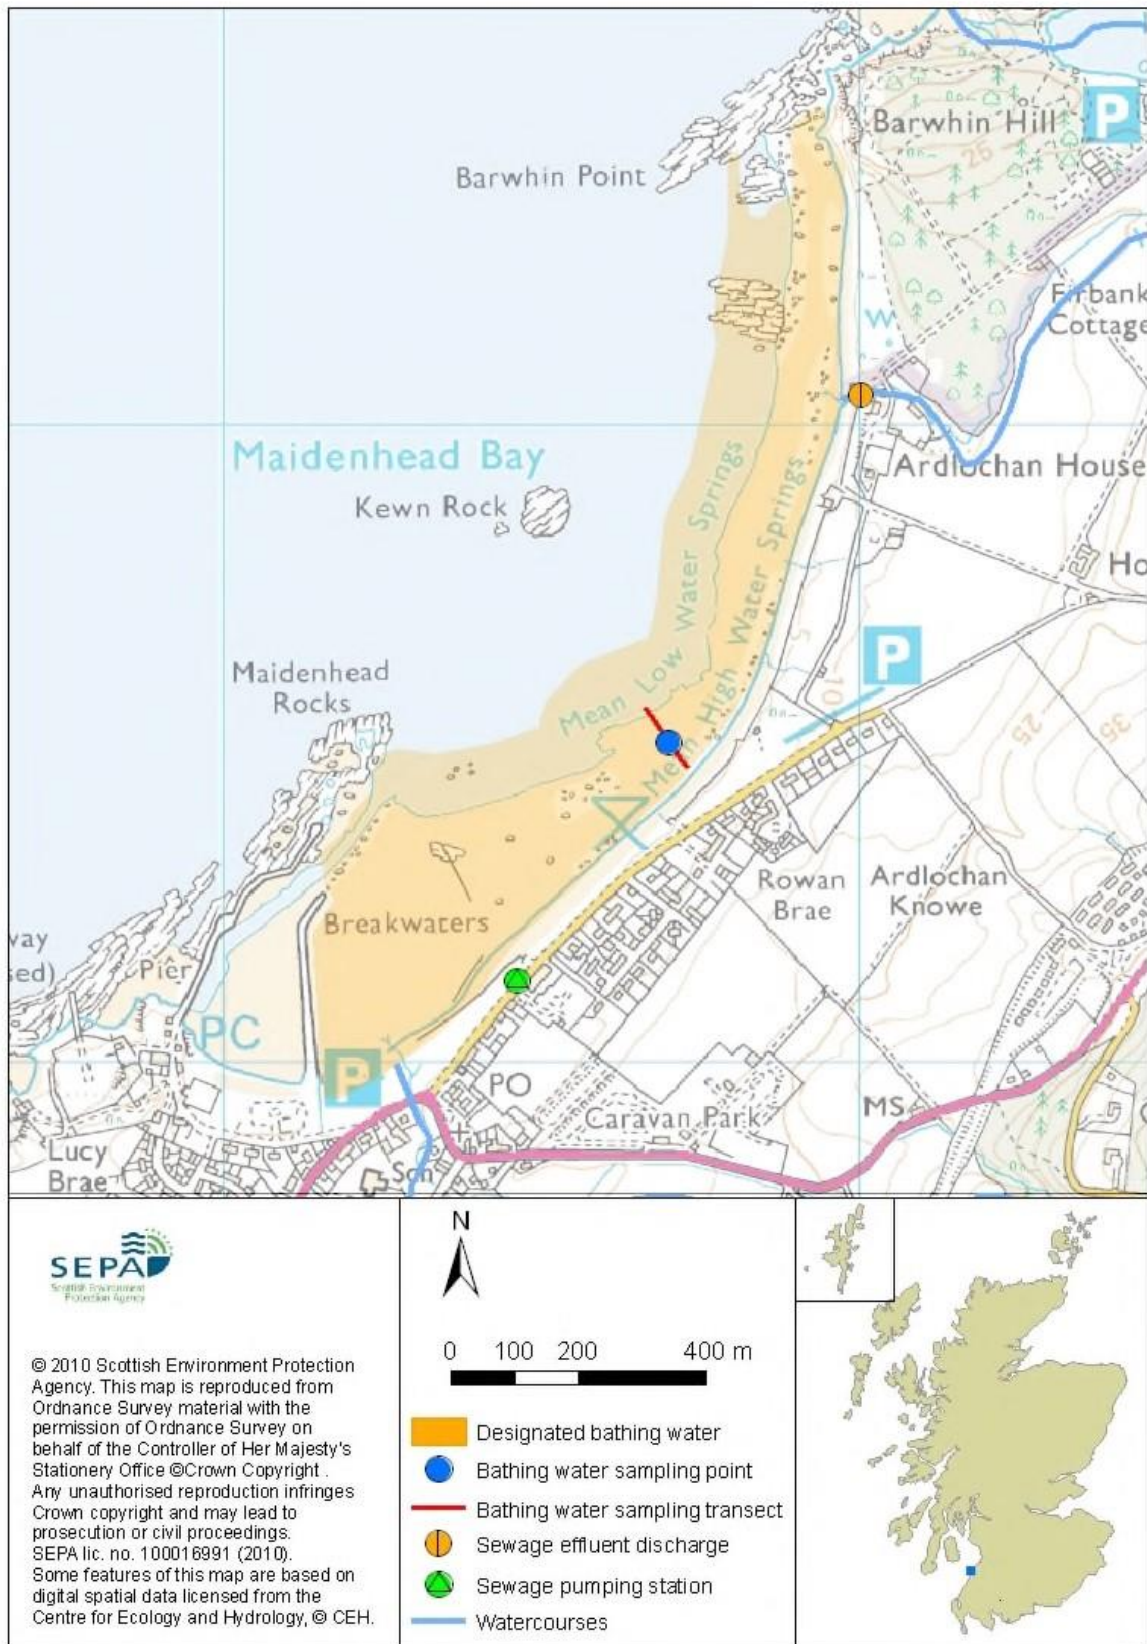 Barwhin Hill
P
Barwhin Point
25
Firbank
Cottage
W
Maidenhead Bay
Kewn Rock
Ardlochan House
Ho
Mean Low Water Springs
Mean High Water Springs
5
10
P
Maidenhead
Rocks
25
35
Rowan
Brae
Ardlochan
Knowe
Breakwaters
way
sed)
Pier
PC
P
PO
Caravan Park
MS
Lucy
Brae
Sch
SEPA
Scottish Environment
Protection Agency
© 2010 Scottish Environment Protection
Agency. This map is reproduced from
Ordnance Survey material with the
permission of Ordnance Survey on
behalf of the Controller of Her Majesty's
Stationery Office ©Crown Copyright .
Any unauthorised reproduction infringes
Crown copyright and may lead to
prosecution or civil proceedings.
SEPA lic. no. 100016991 (2010).
Some features of this map are based on
digital spatial data licensed from the
Centre for Ecology and Hydrology, © CEH.
N
0 100 200 400 m
Designated bathing water
Bathing water sampling point
Bathing water sampling transect
Sewage effluent discharge
Sewage pumping station
Watercourses